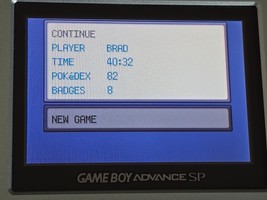 CONTINUE
PLAYER BRAD
TIME 40:32
POKéDEX 82
BADGES 8
NEW GAME
GAME BOY ADVANCE SP